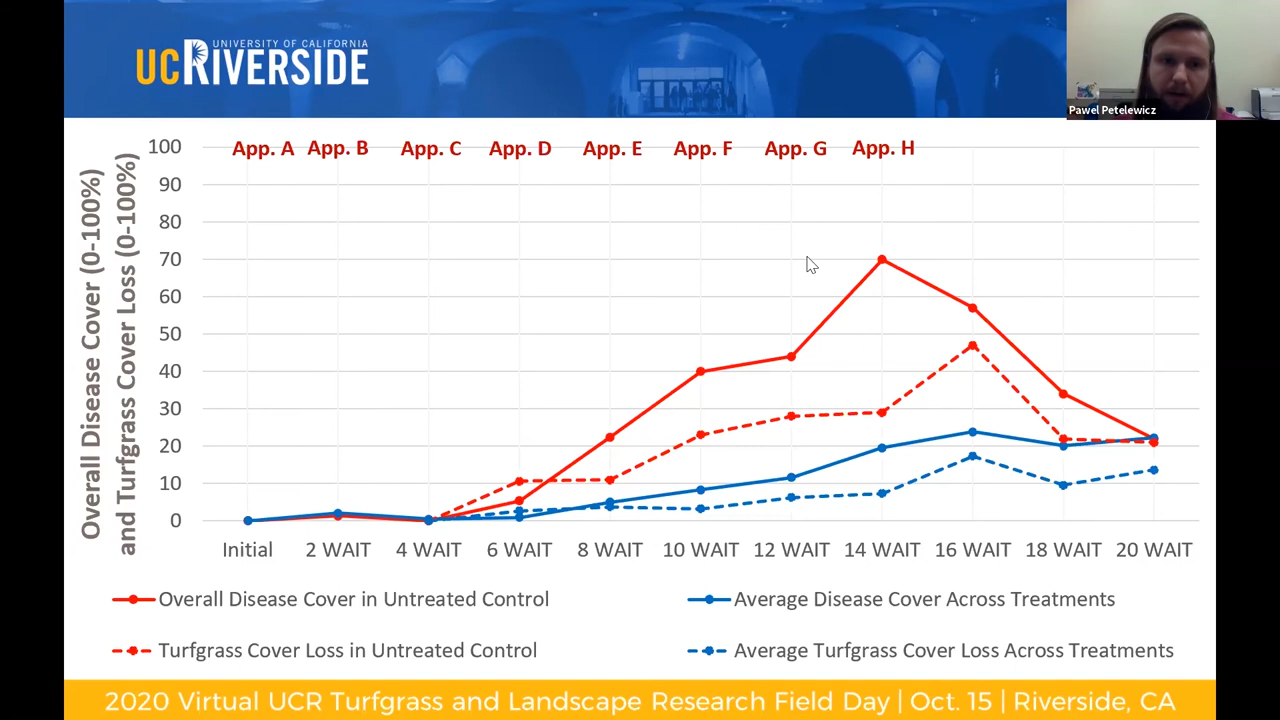 UNIVERSITY OF CALIFORNIA
UCRIVERSIDE
Pawel Petelewicz
App. A App. B App. C App. D App. E App. F App. G App. H
Overall Disease Cover (0-100%)
and Turfgrass Cover Loss (0-100%)
100
90
80
70
60
50
40
30
20
10
0
Initial 2 WAIT 4 WAIT 6 WAIT 8 WAIT 10 WAIT 12 WAIT 14 WAIT 16 WAIT 18 WAIT 20 WAIT
Overall Disease Cover in Untreated Control
Average Disease Cover Across Treatments
Turfgrass Cover Loss in Untreated Control
Average Turfgrass Cover Loss Across Treatments
2020 Virtual UCR Turfgrass and Landscape Research Field Day | Oct. 15 | Riverside, CA